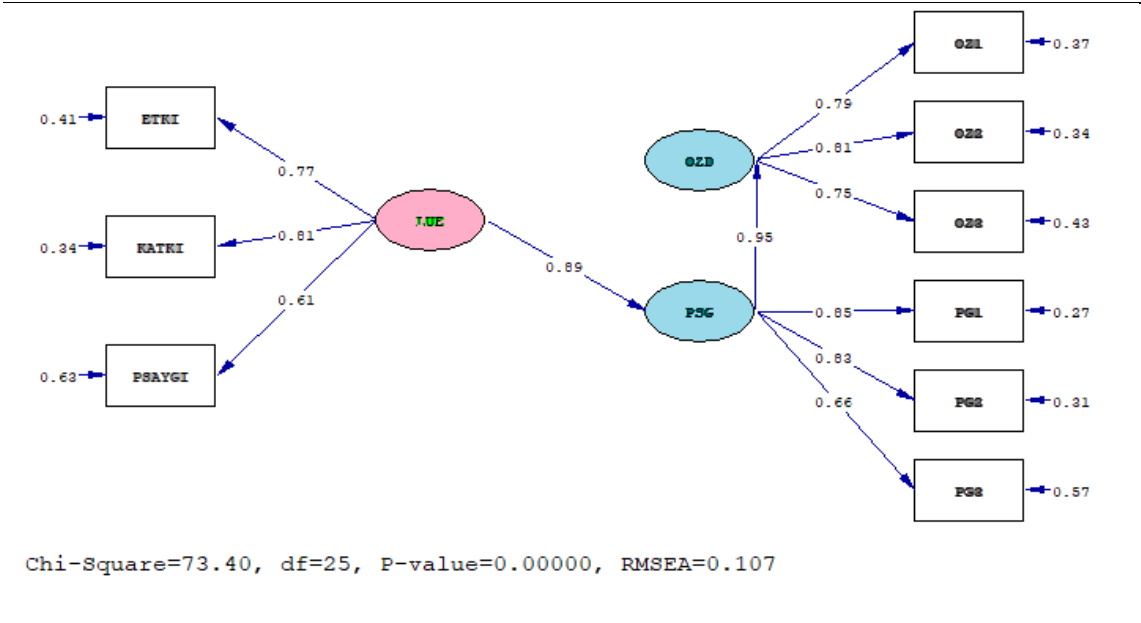 OZ1
0.37
0.79
0.41
ETKI
OZ2
0.34
0.81
OZD
0.77
0.75
LUE
OZ3
0.43
0.81
0.34
KATKI
0.95
0.89
0.61
PSG
0.85
PG1
0.27
0.83
0.63
PSAYGI
0.66
PG2
0.31
PG3
0.57
Chi-Square=73.40, df=25, P-value=0.00000, RMSEA=0.107